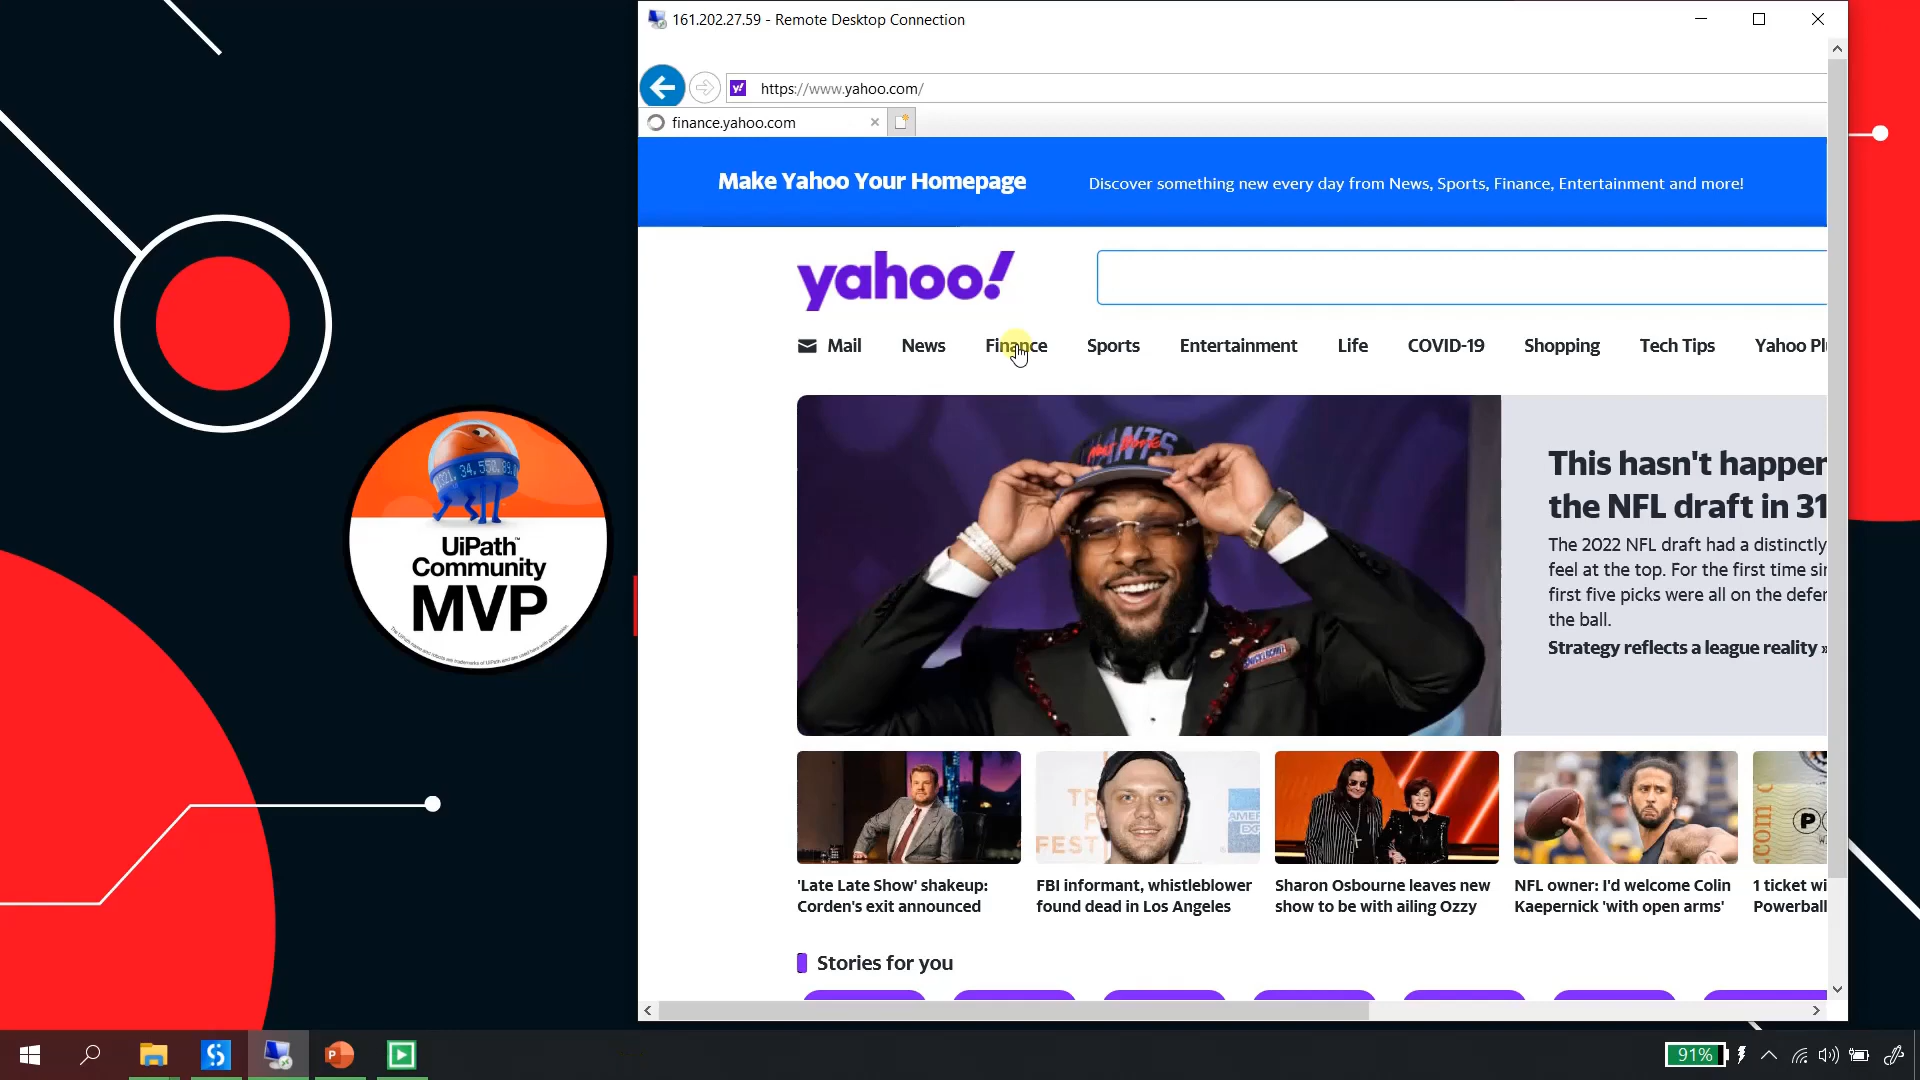 161.202.27.59 - Remote Desktop Connection
https://www.yahoo.com/
finance.yahoo.com
Make Yahoo Your Homepage
Discover something new every day from News, Sports, Finance, Entertainment and more!
yahoo!
Mail News Finance Sports Entertainment Life COVID-19 Shopping Tech Tips Yahoo Pl
This hasn't happen
the NFL draft in 31
The 2022 NFL draft had a distinctly
feel at the top. For the first time sin
first five picks were all on the defen
the ball.
Strategy reflects a league reality »
'Late Late Show' shakeup:
Corden's exit announced
FBI informant, whistleblower
found dead in Los Angeles
Sharon Osbourne leaves new
show to be with ailing Ozzy
NFL owner: I'd welcome Colin
Kaepernick 'with open arms'
1 ticket wi
Powerball
Stories for you
UiPath™
Community
MVP
91%